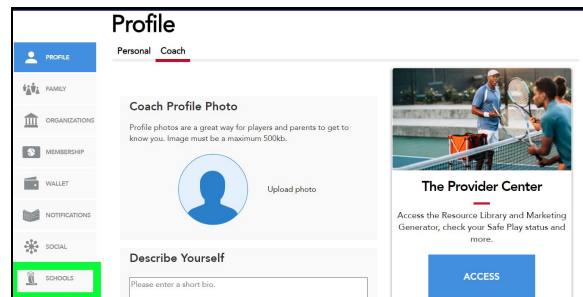 Profile
Personal Coach
PROFILE
FAMILY
ORGANIZATIONS
MEMBERSHIP
WALLET
NOTIFICATIONS
SOCIAL
SCHOOLS
Coach Profile Photo
Profile photos are a great way for players and parents to get to
know you. Image must be a maximum 500kb.
Upload photo
Describe Yourself
Please enter a short bio.
The Provider Center
Access the Resource Library and Marketing
Generator, check your Safe Play status and
more.
ACCESS